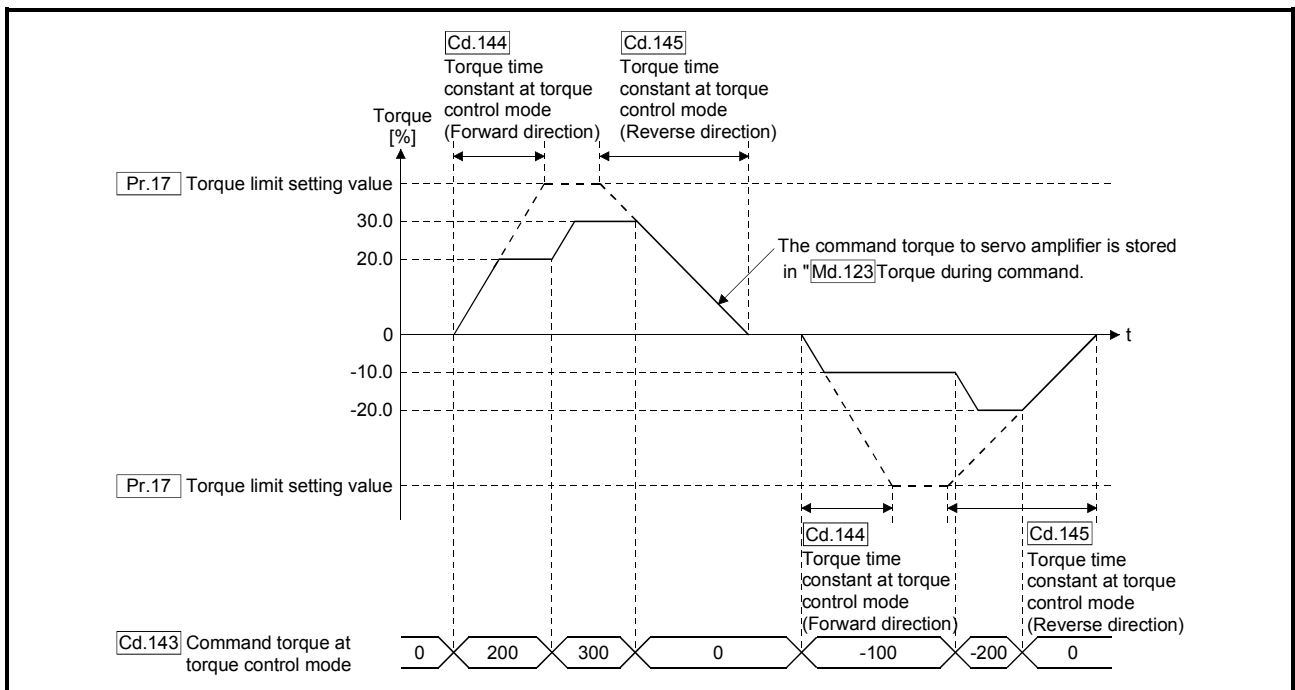 Cd.144
Torque time
constant at torque
control mode
(Forward direction)
Cd.145
Torque time
constant at torque
control mode
(Reverse direction)
Torque
[%]
Pr.17 Torque limit setting value
30.0
20.0
The command torque to servo amplifier is stored
in "Md.123 Torque during command.
0
t
-10.0
-20.0
Pr.17 Torque limit setting value
Cd.144
Torque time
constant at torque
control mode
(Forward direction)
Cd.145
Torque time
constant at torque
control mode
(Reverse direction)
Cd.143 Command torque at
torque control mode
0 200 300 0 -100 -200 0